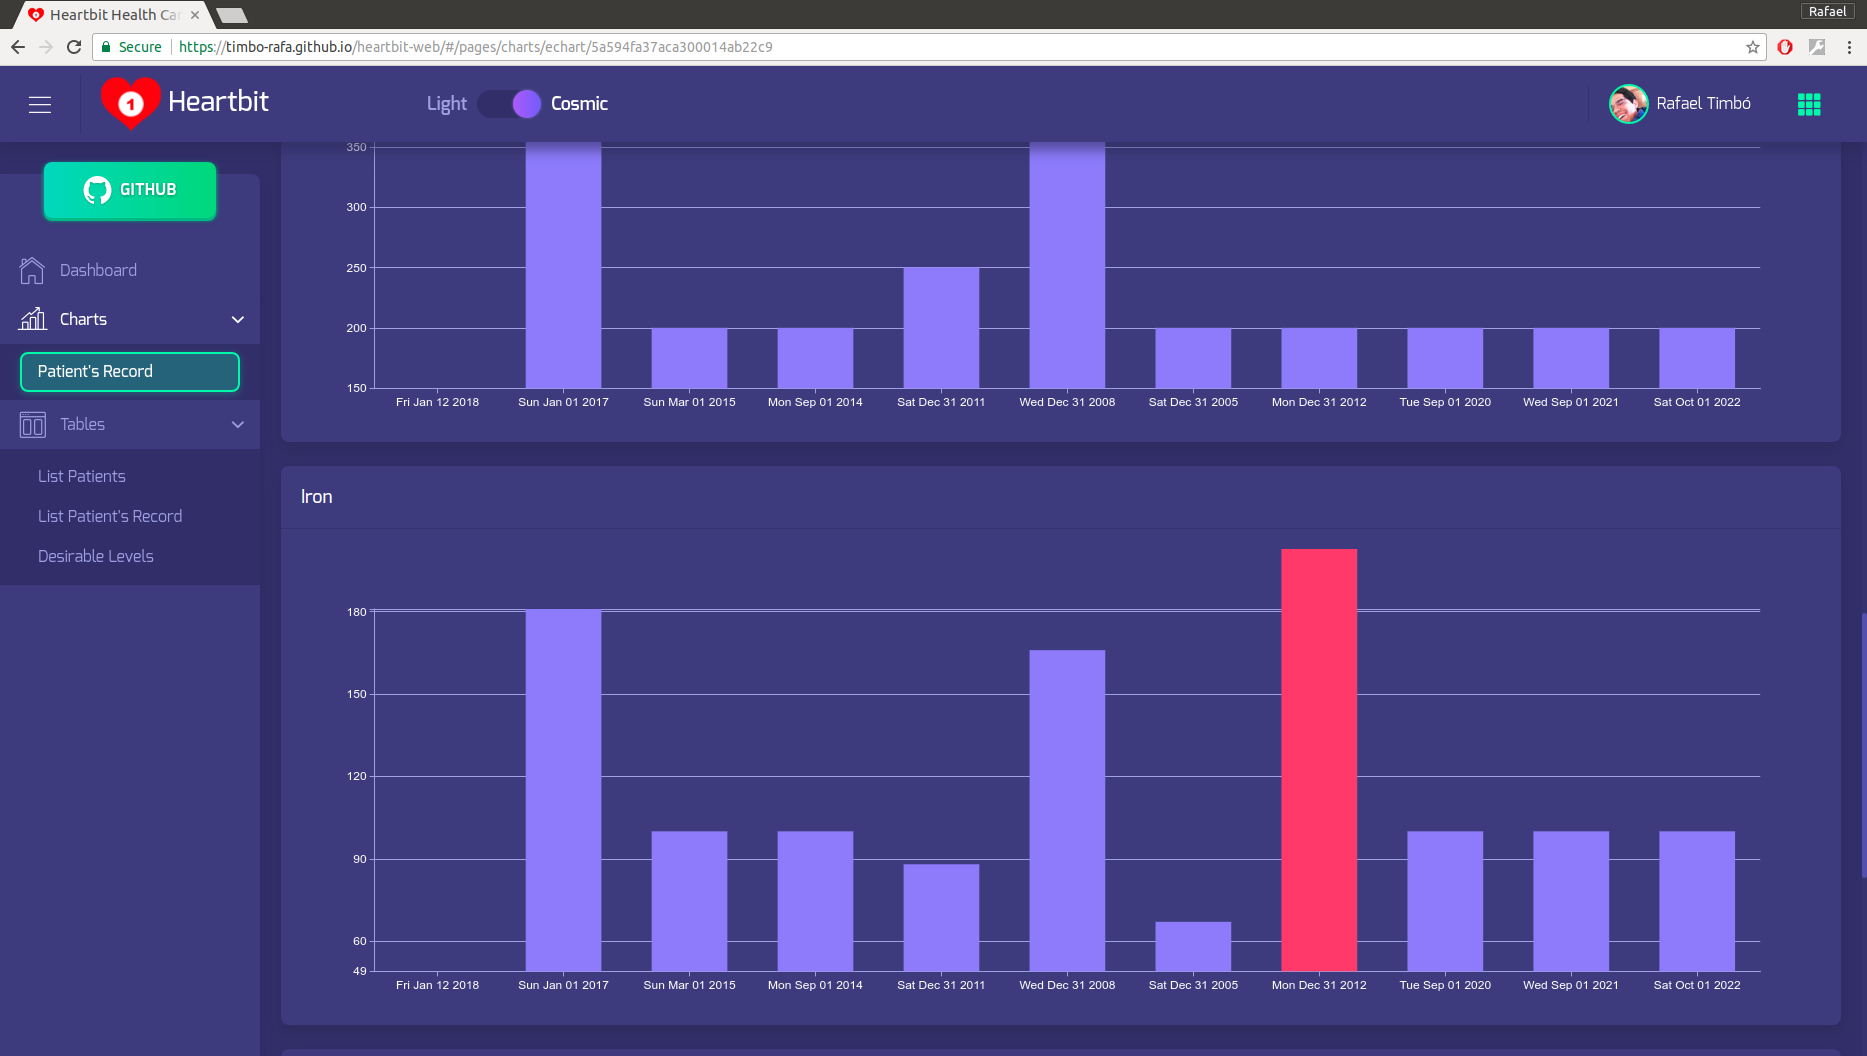 Rafael
Heartbit Health Car
Secure https://timbo-rafa.github.io/heartbit-web/#/pages/charts/echart/5a594fa37aca300014ab22c9
1 Heartbit
Light Cosmic
Rafael Timbó
GITHUB
Dashboard
Charts
Patient's Record
Tables
List Patients
List Patient's Record
Desirable Levels
350
300
250
200
150
Fri Jan 12 2018 Sun Jan 01 2017 Sun Mar 01 2015 Mon Sep 01 2014 Sat Dec 31 2011 Wed Dec 31 2008 Sat Dec 31 2005 Mon Dec 31 2012 Tue Sep 01 2020 Wed Sep 01 2021 Sat Oct 01 2022
Iron
180
150
120
90
60
49
Fri Jan 12 2018 Sun Jan 01 2017 Sun Mar 01 2015 Mon Sep 01 2014 Sat Dec 31 2011 Wed Dec 31 2008 Sat Dec 31 2005 Mon Dec 31 2012 Tue Sep 01 2020 Wed Sep 01 2021 Sat Oct 01 2022